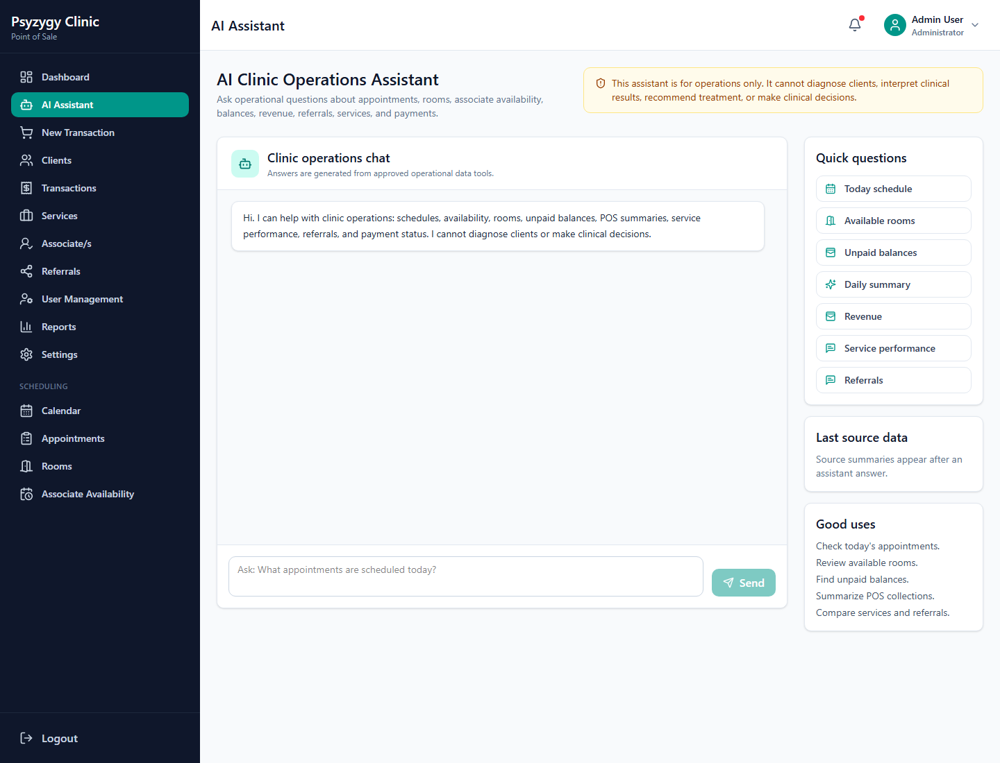 Psyzygy Clinic
Point of Sale
Dashboard
AI Assistant
New Transaction
Clients
Transactions
Services
Associate/s
Referrals
User Management
Reports
Settings
SCHEDULING
Calendar
Appointments
Rooms
Associate Availability
Logout
AI Assistant
Admin User
Administrator
AI Clinic Operations Assistant
Ask operational questions about appointments, rooms, associate availability,
balances, revenue, referrals, services, and payments.
This assistant is for operations only. It cannot diagnose clients, interpret clinical
results, recommend treatment, or make clinical decisions.
Clinic operations chat
Answers are generated from approved operational data tools.
Hi. I can help with clinic operations: schedules, availability, rooms, unpaid balances, POS summaries, service
performance, referrals, and payment status. I cannot diagnose clients or make clinical decisions.
Ask: What appointments are scheduled today?
Send
Quick questions
Today schedule
Available rooms
Unpaid balances
Daily summary
Revenue
Service performance
Referrals
Last source data
Source summaries appear after an
assistant answer.
Good uses
Check today's appointments.
Review available rooms.
Find unpaid balances.
Summarize POS collections.
Compare services and referrals.